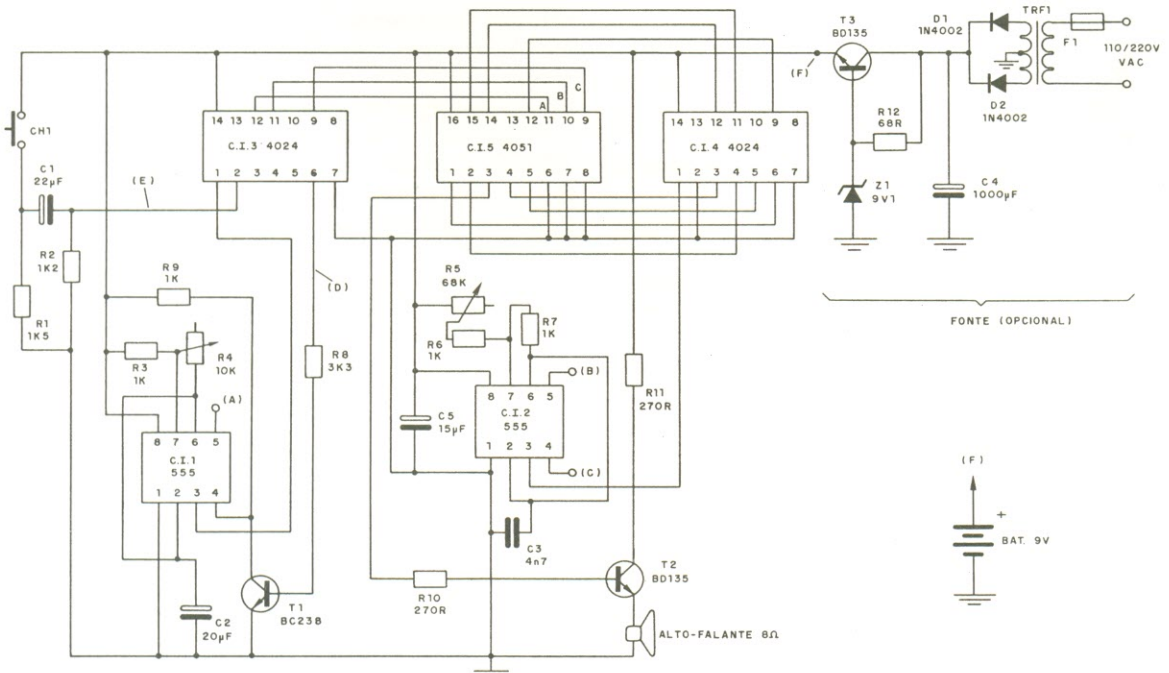 TRF1
T3
BD135
D1
1N4002
F1
110/220V
VAC
(F)
D2
1N4002
C
B
A
14 13 12 11 10 9 8
C.I.3 4024
1 2 3 4 5 6 7
16 15 14 13 12 11 10 9
C.I.5 4051
1 2 3 4 5 6 7 8
14 13 12 11 10 9 8
C.I.4 4024
1 2 3 4 5 6 7
R12
68R
CH1
C1
22µF
(E)
Z1
9V1
C4
1000µF
R2
1K2
R9
1K
(D)
R5
68K
R7
1K
R1
1K5
R6
1K
FONTE (OPCIONAL)
R3
1K
R4
10K
R8
3K3
R11
270R
(A)
(B)
8 7 6 5
C.I.2
555
1 2 3 4
C5
15µF
8 7 6 5
C.I.1
555
1 2 3 4
(C)
(F)
+
BAT. 9V
C3
4n7
T2
BD135
R10
270R
T1
BC238
C2
20µF
ALTO-FALANTE 8Ω